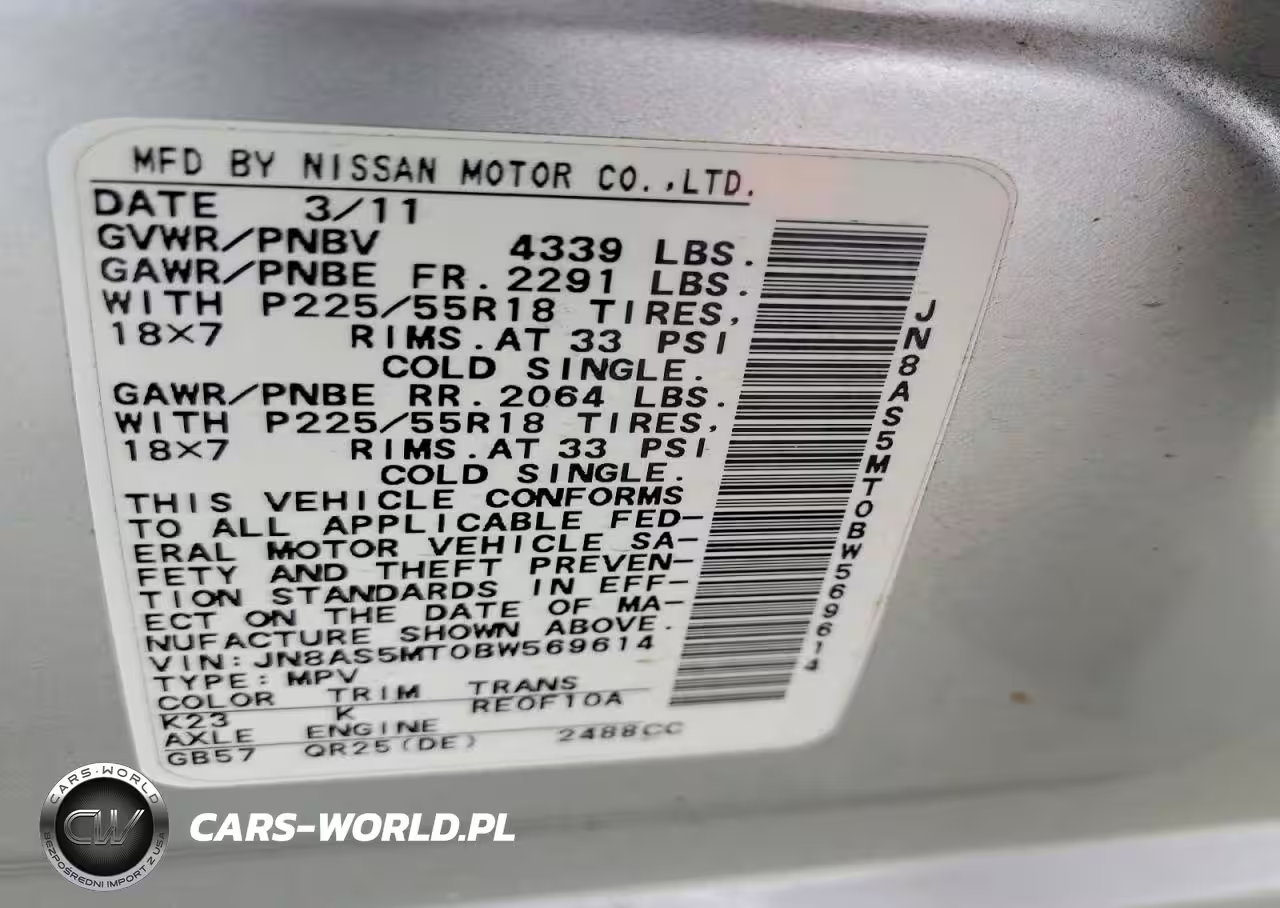 MFD BY NISSAN MOTOR CO.,LTD.
DATE 3/11
GVWR/PNBV 4339 LBS.
GAWR/PNBE FR. 2291 LBS.
WITH P225/55R18 TIRES,
18×7 RIMS. AT 33 PSI
COLD SINGLE.
GAWR/PNBE RR. 2064 LBS.
WITH P225/55R18 TIRES,
18×7 RIMS. AT 33 PSI
COLD SINGLE.
THIS VEHICLE CONFORMS
TO ALL APPLICABLE FED-
ERAL MOTOR VEHICLE SA-
FETY AND THEFT PREVEN-
TION STANDARDS IN EFF-
ECT ON THE DATE OF MA-
NUFACTURE SHOWN ABOVE.
VIN: JN8AS5MT0BW569614
TYPE: MPV
COLOR TRIM TRANS
K23 K RE0F10A
AXLE ENGINE
GB57 QR25(DE) 2488CC
JN8AS5MT0BW569614
CARS-WORLD
CW
BEZPOŚREDNI IMPORT Z USA
CARS-WORLD.PL